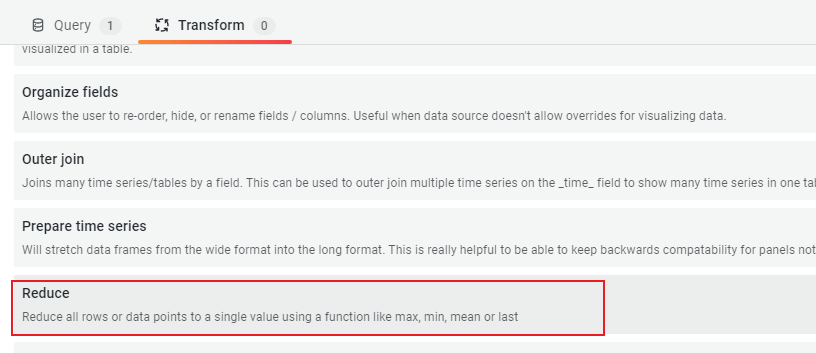 Query 1 Transform 0
visualized in a table.
Organize fields
Allows the user to re-order, hide, or rename fields / columns. Useful when data source doesn't allow overrides for visualizing data.
Outer join
Joins many time series/tables by a field. This can be used to outer join multiple time series on the _time_ field to show many time series in one tab
Prepare time series
Will stretch data frames from the wide format into the long format. This is really helpful to be able to keep backwards compatability for panels not
Reduce
Reduce all rows or data points to a single value using a function like max, min, mean or last